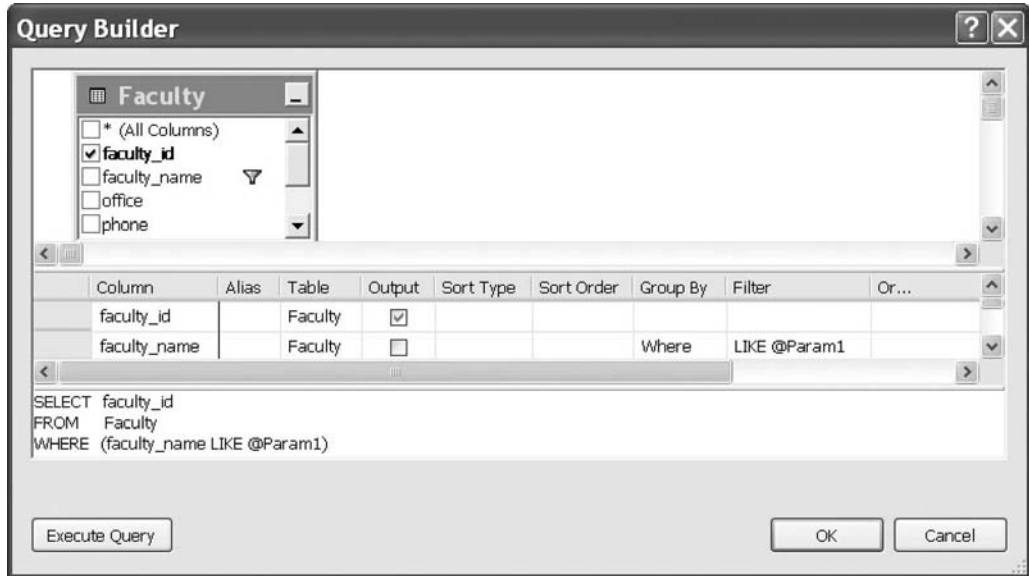 Query Builder
Faculty
* (All Columns)
faculty_id
faculty_name
office
phone
Column Alias Table Output Sort Type Sort Order Group By Filter Or...
faculty_id Faculty
faculty_name Faculty Where LIKE @Param1
SELECT faculty_id
FROM Faculty
WHERE (faculty_name LIKE @Param1)
Execute Query OK Cancel